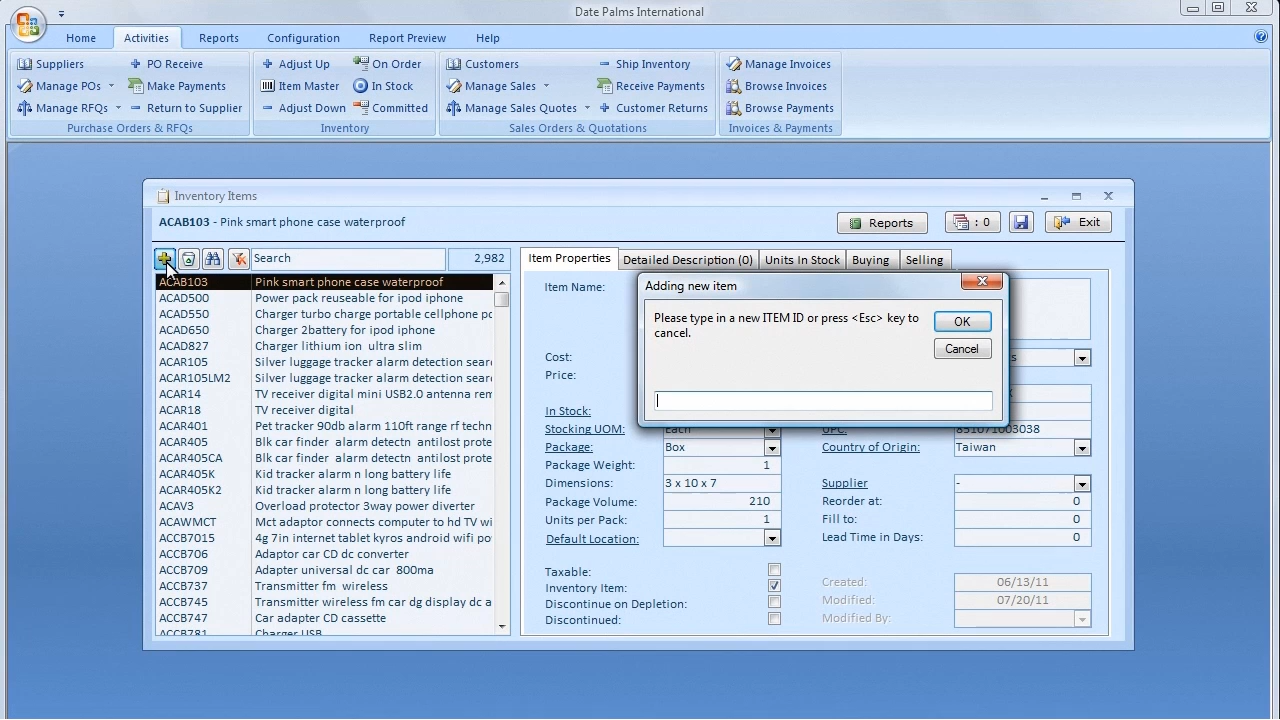 Date Palms International
Home Activities Reports Configuration Report Preview Help
Suppliers PO Receive Adjust Up On Order Customers Ship Inventory Manage Invoices
Manage POs Make Payments Item Master In Stock Manage Sales Receive Payments Browse Invoices
Manage RFQs Return to Supplier Adjust Down Committed Manage Sales Quotes Customer Returns Browse Payments
Purchase Orders & RFQs Inventory Sales Orders & Quotations Invoices & Payments
Inventory Items
ACAB103 - Pink smart phone case waterproof
Reports : 0 Exit
Search 2,982
Item Properties Detailed Description (0) Units In Stock Buying Selling
ACAB103 Pink smart phone case waterproof
ACAD500 Power pack reuseable for ipod iphone
ACAD550 Charger turbo charge portable cellphone pc
ACAD650 Charger 2battery for ipod iphone
ACAD827 Charger lithium ion ultra slim
ACAR105 Silver luggage tracker alarm detection sear
ACAR105LM2 Silver luggage tracker alarm detection sear
ACAR14 TV receiver digital mini USB2.0 antenna rem
ACAR18 TV receiver digital
ACAR401 Pet tracker 90db alarm 110ft range rf techn
ACAR405 Blk car finder alarm detectn antilost prote
ACAR405CA Blk car finder alarm detectn antilost prote
ACAR405K Kid tracker alarm n long battery life
ACAR405K2 Kid tracker alarm n long battery life
ACAV3 Overload protector 3way power diverter
ACAWMCT Mct adaptor connects computer to hd TV wi
ACCB7015 4g 7in internet tablet kyros android wifi po
ACCB706 Adaptor car CD dc converter
ACCB709 Adapter universal dc car 800ma
ACCB737 Transmitter fm wireless
ACCB745 Transmitter wireless fm car dg display dc a
ACCB747 Car adapter CD cassette
ACCB781 Charger USB
Item Name:
Cost:
Price:
In Stock:
Stocking UOM: Each
UPC: 851071003038
Package: Box
Country of Origin: Taiwan
Package Weight: 1
Dimensions: 3 x 10 x 7
Supplier -
Package Volume: 210
Reorder at: 0
Units per Pack: 1
Fill to: 0
Default Location:
Lead Time in Days: 0
Taxable:
Inventory Item:
Created: 06/13/11
Discontinue on Depletion:
Modified: 07/20/11
Discontinued:
Modified By:
Adding new item
Please type in a new ITEM ID or press <Esc> key to
cancel.
OK
Cancel